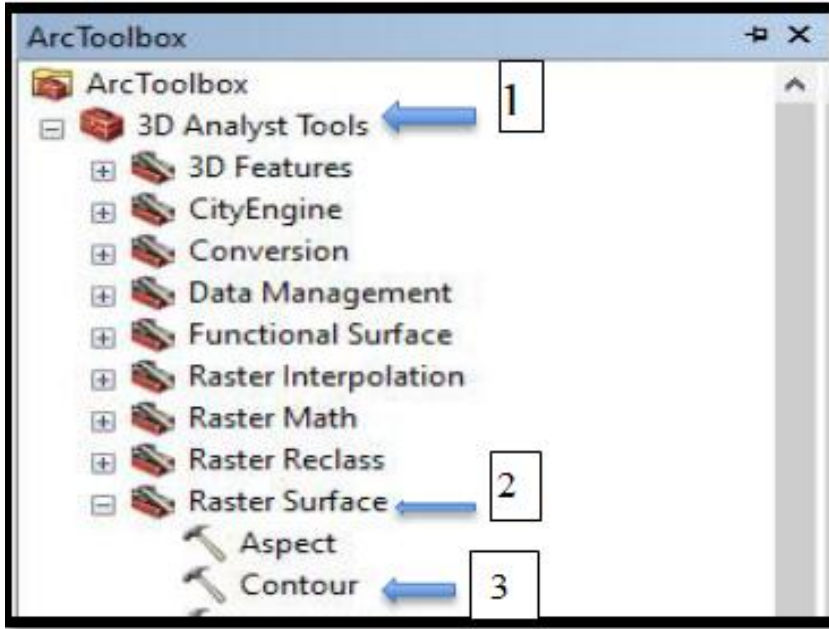 ArcToolbox
ArcToolbox
1
3D Analyst Tools
3D Features
CityEngine
Conversion
Data Management
Functional Surface
Raster Interpolation
Raster Math
Raster Reclass
Raster Surface
2
Aspect
Contour
3